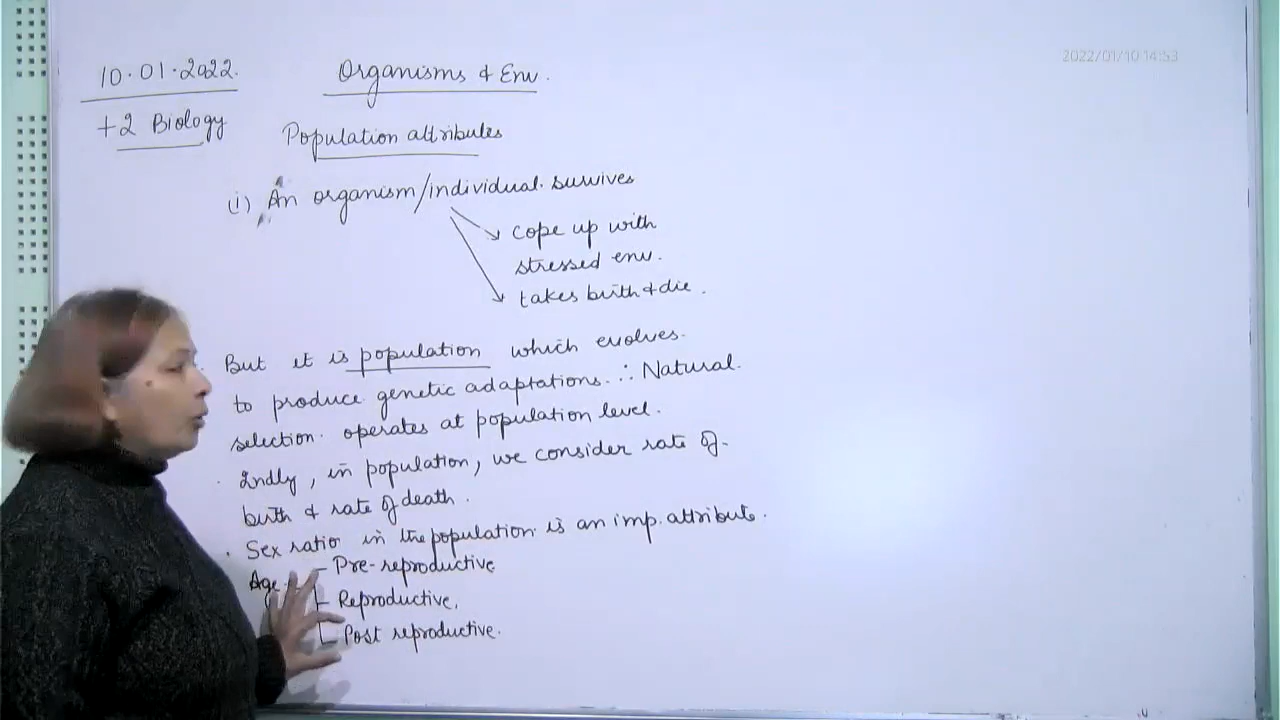 2022/01/10 14:53
10.01.2022.
Organisms & Env.
+2 Biology
Population attributes
(i) An organism/individual survives
cope up with
stressed env.
takes birth & die.
But it is population which evolves.
to produce genetic adaptations. ∴ Natural.
selection operates at population level.
2ndly, in population, we consider rate of
birth & rate of death.
Sex ratio in the population is an imp. attribute.
Age
Pre-reproductive
Reproductive.
Post reproductive.